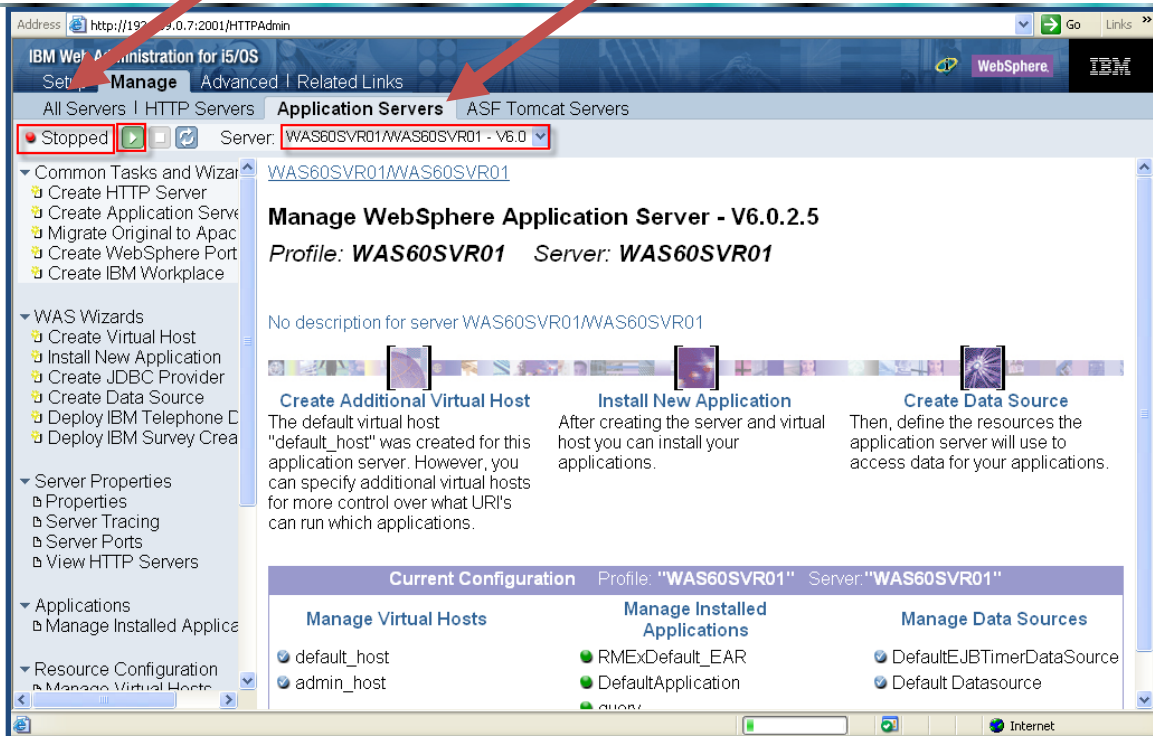 Address http://192 9.0.7:2001/HTTPAdmin Go Links »
IBM Web Administration for i5/OS
WebSphere. IBM
Setup Manage Advanced | Related Links
All Servers | HTTP Servers Application Servers ASF Tomcat Servers
Stopped Server: WAS60SVR01/WAS60SVR01 - V6.0
Common Tasks and Wizar
Create HTTP Server
Create Application Serve
Migrate Original to Apac
Create WebSphere Port
Create IBM Workplace
WAS Wizards
Create Virtual Host
Install New Application
Create JDBC Provider
Create Data Source
Deploy IBM Telephone D
Deploy IBM Survey Crea
Server Properties
Properties
Server Tracing
Server Ports
View HTTP Servers
Applications
Manage Installed Applica
Resource Configuration
Manage Virtual Hosts
WAS60SVR01/WAS60SVR01
Manage WebSphere Application Server - V6.0.2.5
Profile: WAS60SVR01 Server: WAS60SVR01
No description for server WAS60SVR01/WAS60SVR01
Create Additional Virtual Host
The default virtual host
"default_host" was created for this
application server. However, you
can specify additional virtual hosts
for more control over what URI's
can run which applications.
Install New Application
After creating the server and virtual
host you can install your
applications.
Create Data Source
Then, define the resources the
application server will use to
access data for your applications.
Current Configuration Profile: "WAS60SVR01" Server:"WAS60SVR01"
Manage Virtual Hosts
default_host
admin_host
Manage Installed
Applications
RMExDefault_EAR
DefaultApplication
query
Manage Data Sources
DefaultEJBTimerDataSource
Default Datasource
Internet